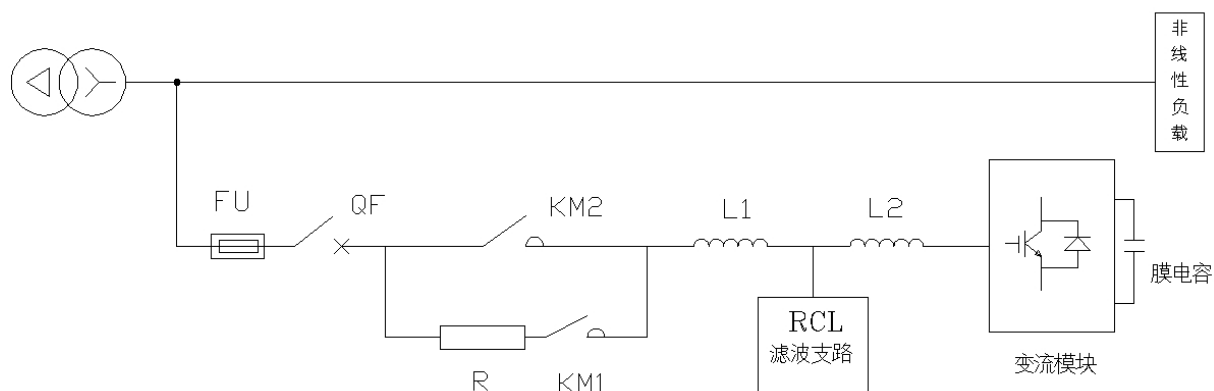 非
线
性
负
载
FU
QF
KM2
L1
L2
膜电容
RCL
滤波支路
变流模块
R
KM1